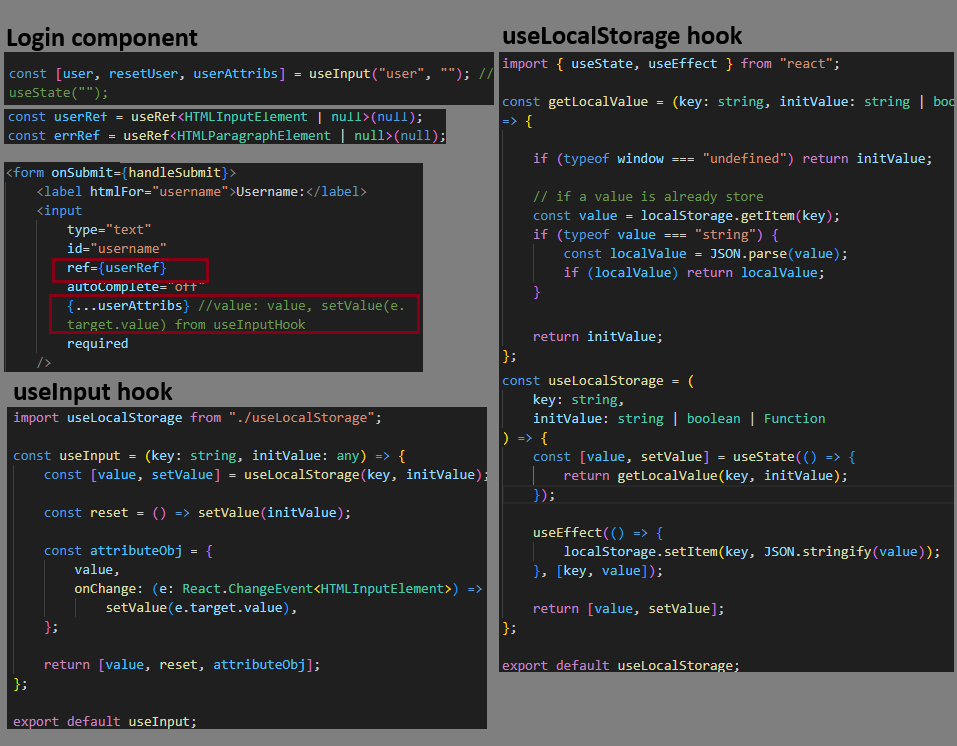 Login component
const [user, resetUser, userAttribs] = useInput("user", ""); //
useState("");
const userRef = useRef<HTMLInputElement | null>(null);
const errRef = useRef<HTMLParagraphElement | null>(null);
<form onSubmit={handleSubmit}>
<label htmlFor="username">Username:</label>
<input
type="text"
id="username"
ref={userRef}
autoComplete="off"
{...userAttribs} //value: value, setValue(e.
target.value) from useInputHook
required
/>
useInput hook
import useLocalStorage from "./useLocalStorage";
const useInput = (key: string, initValue: any) => {
const [value, setValue] = useLocalStorage(key, initValue);
const reset = () => setValue(initValue);
const attributeObj = {
value,
onChange: (e: React.ChangeEvent<HTMLInputElement>) =>
setValue(e.target.value),
};
return [value, reset, attributeObj];
};
export default useInput;
useLocalStorage hook
import { useState, useEffect } from "react";
const getLocalValue = (key: string, initValue: string | boo
=> {
if (typeof window === "undefined") return initValue;
// if a value is already store
const value = localStorage.getItem(key);
if (typeof value === "string") {
const localValue = JSON.parse(value);
if (localValue) return localValue;
}
return initValue;
};
const useLocalStorage = (
key: string,
initValue: string | boolean | Function
) => {
const [value, setValue] = useState(() => {
return getLocalValue(key, initValue);
});
useEffect(() => {
localStorage.setItem(key, JSON.stringify(value));
}, [key, value]);
return [value, setValue];
};
export default useLocalStorage;